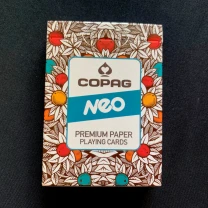 COPAG
NEO
PREMIUM PAPER
PLAYING CARDS